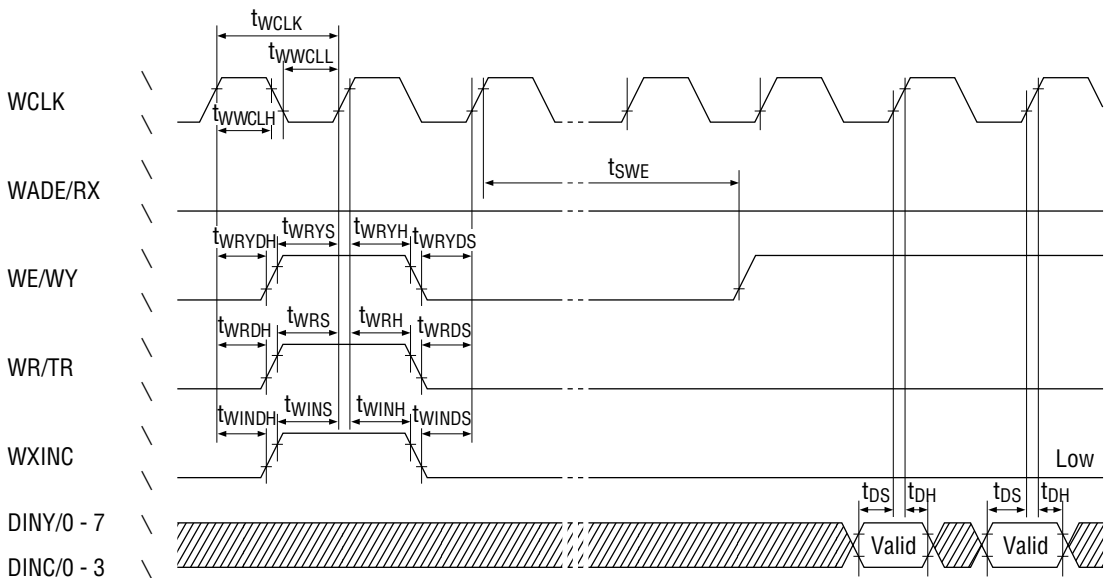 tWCLK
tWWCLL
WCLK
tWWCLH
WADE/RX
tSWE
tWRYDH tWRYS tWRYH tWRYDS
WE/WY
tWRDH tWRS tWRH tWRDS
WR/TR
tWINDH tWINS tWINH tWINDS
WXINC
Low
tDS tDH tDS tDH
DINY/0 - 7
Valid Valid
DINC/0 - 3